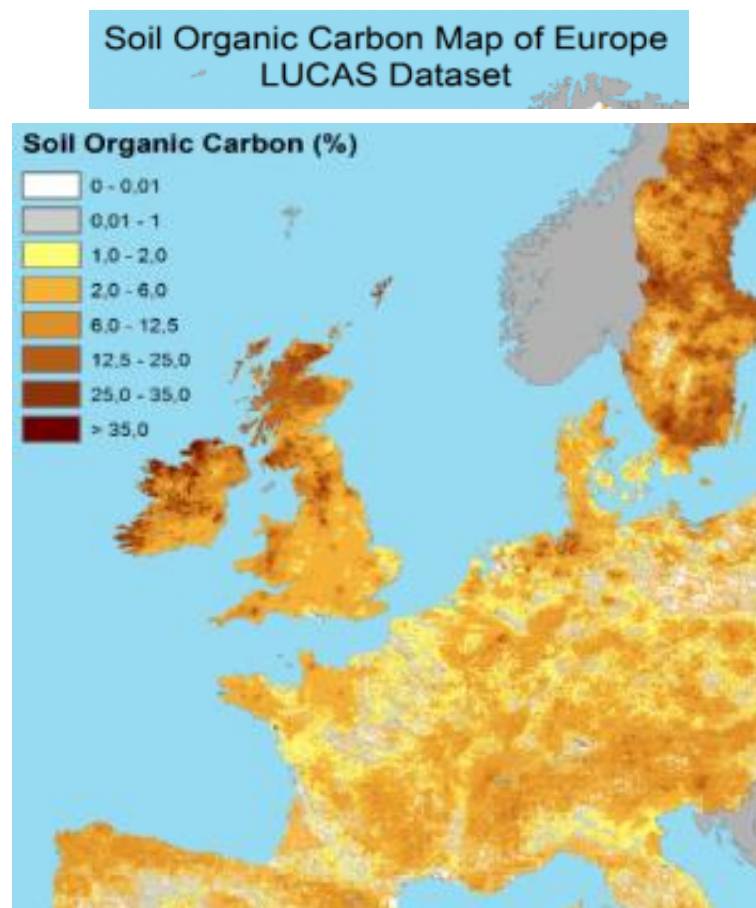 Soil Organic Carbon Map of Europe
LUCAS Dataset
Soil Organic Carbon (%)
0 - 0.01
0,01 - 1
1,0 - 2,0
2,0 - 6,0
6,0 - 12,5
12,5 - 25,0
25,0 - 35,0
> 35,0